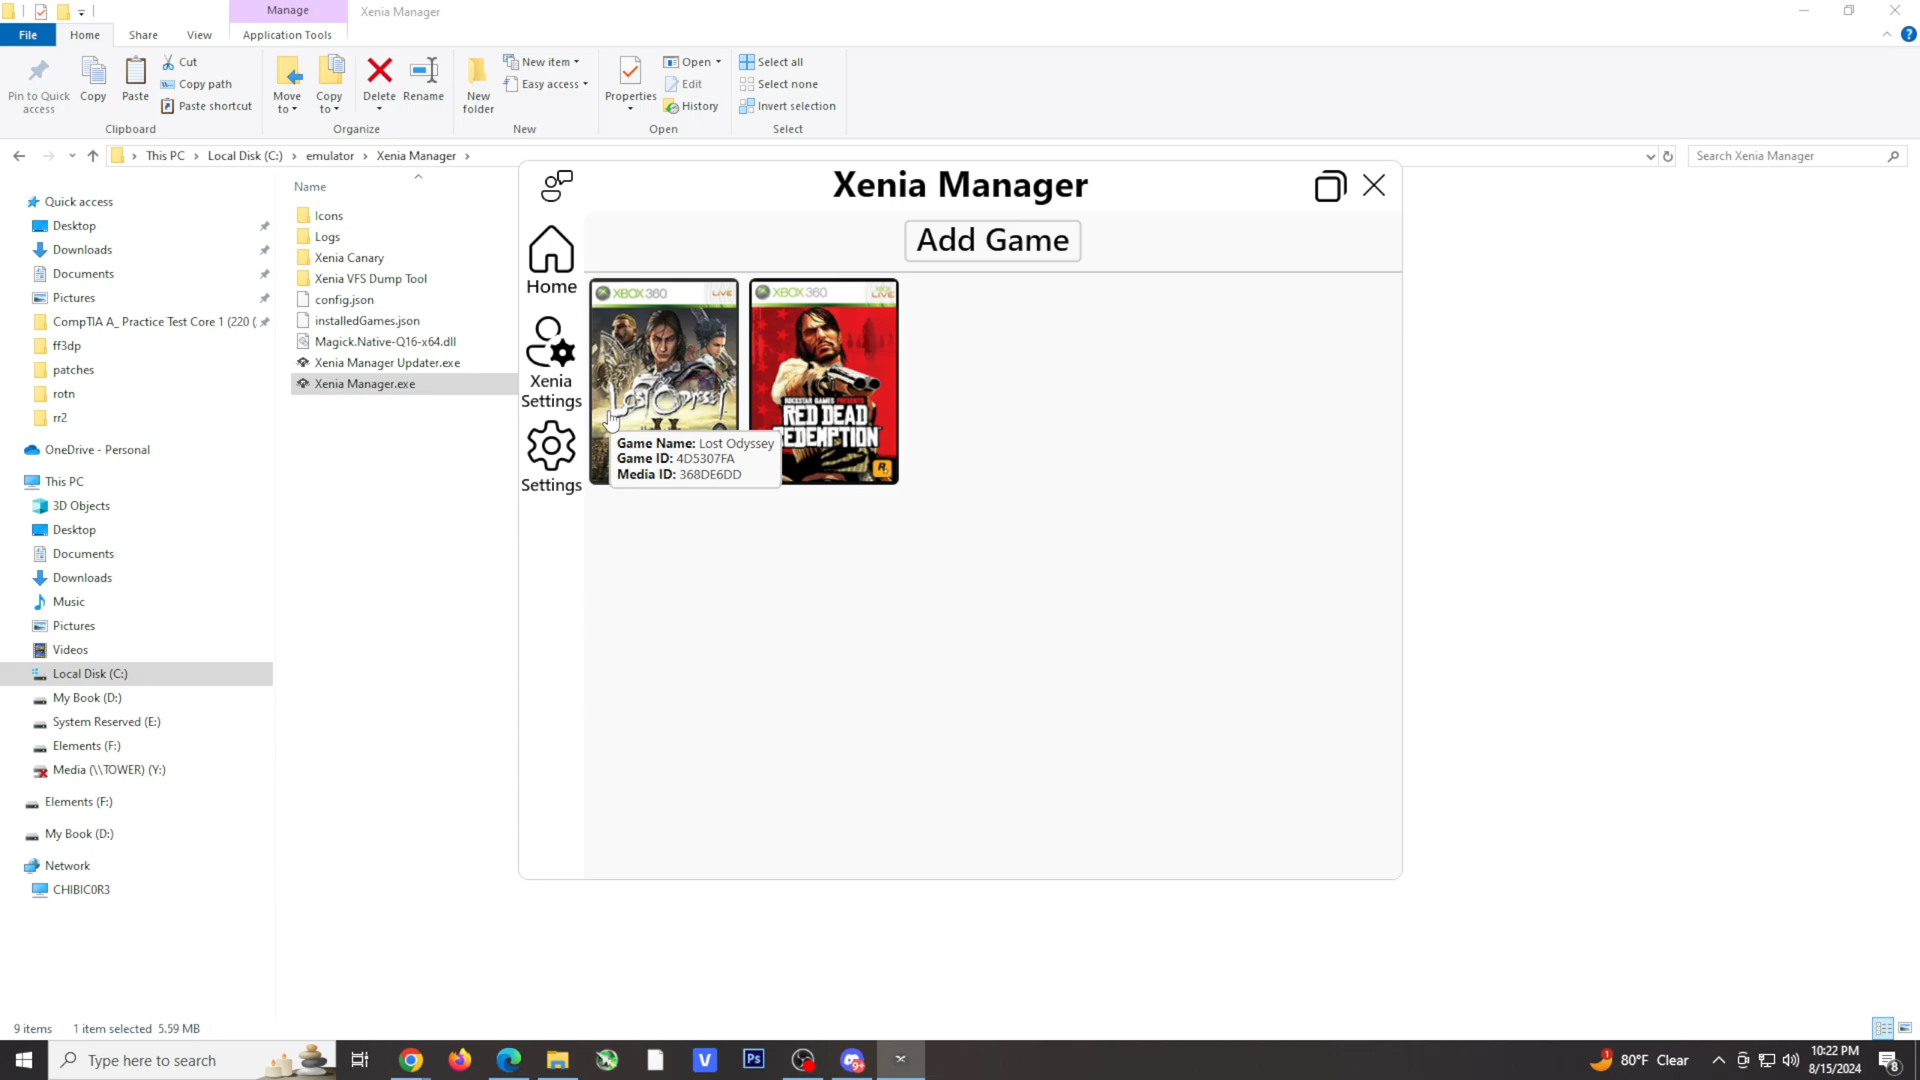 Manage
Xenia Manager
File
Home
Share
View
Application Tools
Pin to Quick
access
Copy
Paste
Cut
Copy path
Paste shortcut
Clipboard
Move
to
Copy
to
Delete
Rename
Organize
New
folder
New item
Easy access
New
Properties
Open
Edit
History
Open
Select all
Select none
Invert selection
Select
This PC
Local Disk (C:)
emulator
Xenia Manager
Search Xenia Manager
Quick access
Desktop
Downloads
Documents
Pictures
CompTIA A_ Practice Test Core 1 (220 (
ff3dp
patches
rotn
rr2
OneDrive - Personal
This PC
3D Objects
Desktop
Documents
Downloads
Music
Pictures
Videos
Local Disk (C:)
My Book (D:)
System Reserved (E:)
Elements (F:)
Media (\\TOWER) (Y:)
Elements (F:)
My Book (D:)
Network
CHIBIC0R3
Name
Icons
Logs
Xenia Canary
Xenia VFS Dump Tool
config.json
installedGames.json
Magick.Native-Q16-x64.dll
Xenia Manager Updater.exe
Xenia Manager.exe
Xenia Manager
Add Game
Home
Xenia
Settings
Settings
XBOX 360
LIVE
LOST ODYSSEY
XBOX 360
LIVE
ROCKSTAR GAMES PRESENTS
RED DEAD
REDEMPTION
R
Game Name: Lost Odyssey
Game ID: 4D5307FA
Media ID: 368DE6DD
9 items
1 item selected 5.59 MB
Type here to search
V
Ps
9+
1
80°F Clear
10:22 PM
8/15/2024
8